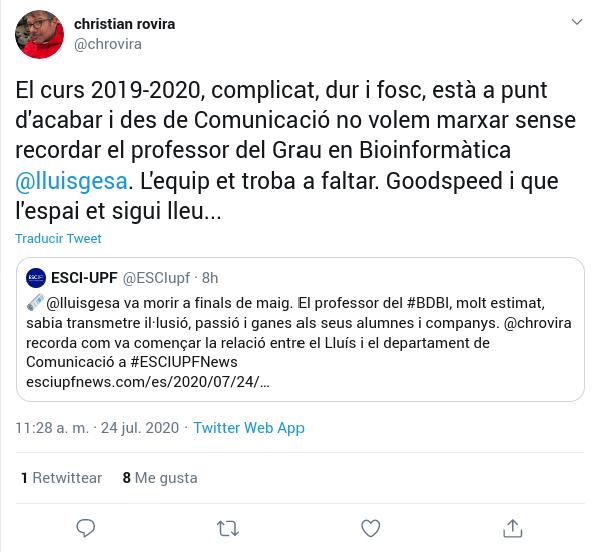 christian rovira
@chrovira
El curs 2019-2020, complicat, dur i fosc, està a punt
d'acabar i des de Comunicació no volem marxar sense
recordar el professor del Grau en Bioinformàtica
@lluisgesa. L'equip et troba a faltar. Goodspeed i que
l'espai et sigui lleu...
Traducir Tweet
ESCI-UPF @ESCIupf · 8h
@lluisgesa va morir a finals de maig. El professor del #BDBI, molt estimat,
sabia transmetre il·lusió, passió i ganes als seus alumnes i companys. @chrovira
recorda com va començar la relació entre el Lluís i el departament de
Comunicació a #ESCIUPFNews
esciupfnews.com/es/2020/07/24/…
11:28 a. m. · 24 jul. 2020 · Twitter Web App
1 Retwittear 8 Me gusta